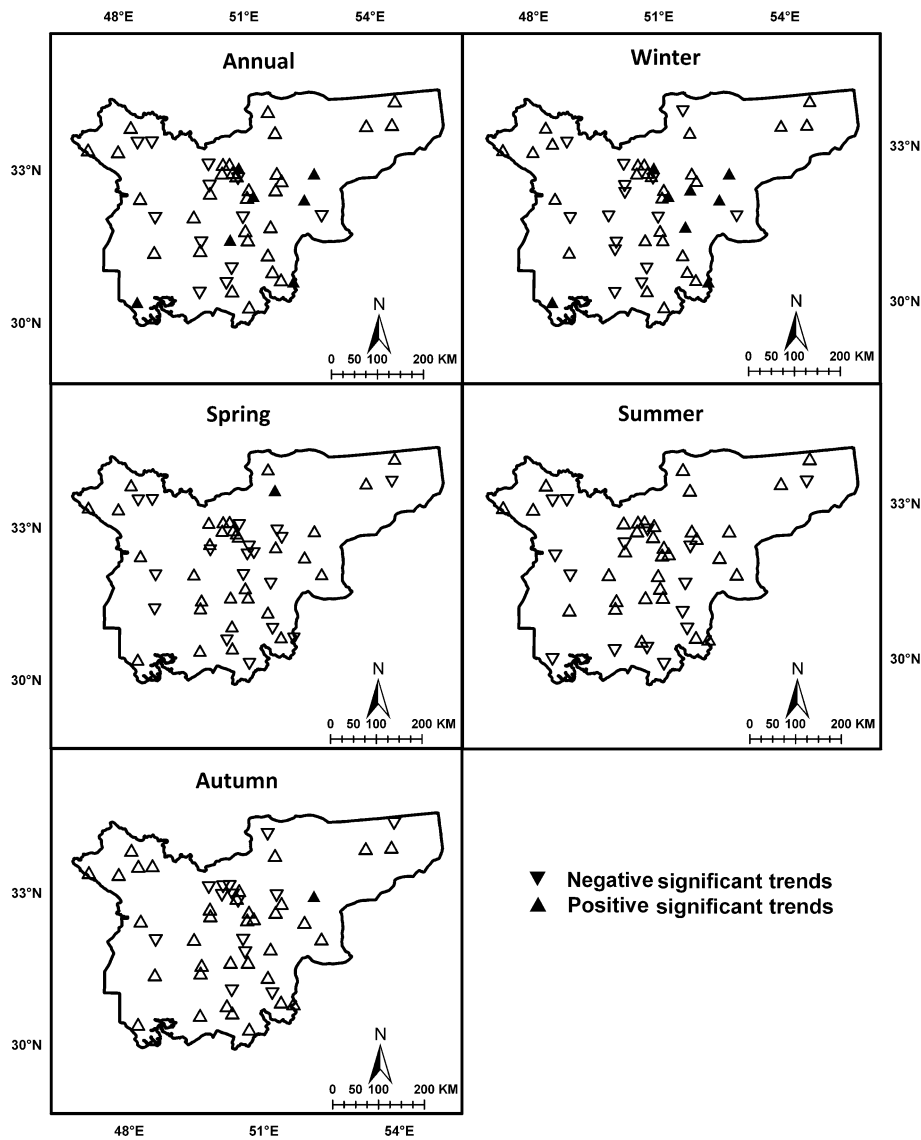 48°E 51°E 54°E 48°E 51°E 54°E
Annual
Winter
33°N
33°N
N
N
30°N
30°N
0 50 100 200 KM
0 50 100 200 KM
Spring
Summer
33°N
33°N
N
N
30°N
30°N
0 50 100 200 KM
0 50 100 200 KM
Autumn
33°N
Negative significant trends
Positive significant trends
N
30°N
0 50 100 200 KM
48°E 51°E 54°E